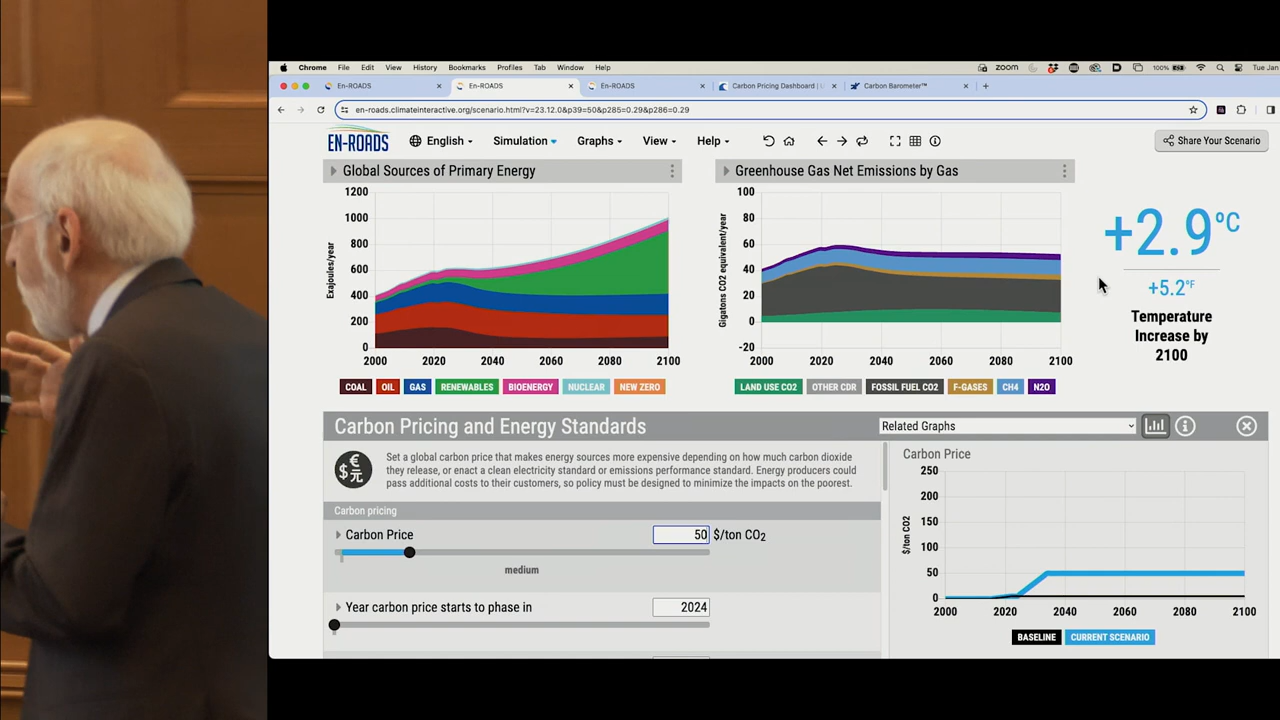 Chrome File Edit View History Bookmarks Profiles Tab Window Help zoom 100% Tue Jan
En-ROADS En-ROADS En-ROADS Carbon Pricing Dashboard | Carbon Barometer™
en-roads.climateinteractive.org/scenario.html?v=23.12.0&p39=50&p285=0.29&p286=0.29
EN-ROADS English Simulation Graphs View Help Share Your Scenario
Global Sources of Primary Energy
1200
1000
800
600
400
200
0
Exajoules/year
2000 2020 2040 2060 2080 2100
COAL OIL GAS RENEWABLES BIOENERGY NUCLEAR NEW ZERO
Greenhouse Gas Net Emissions by Gas
100
80
60
40
20
0
-20
Gigatons CO2 equivalent/year
2000 2020 2040 2060 2080 2100
LAND USE CO2 OTHER CDR FOSSIL FUEL CO2 F-GASES CH4 N2O
+2.9°C
+5.2°F
Temperature
Increase by
2100
Carbon Pricing and Energy Standards
Related Graphs
$ € 元
Set a global carbon price that makes energy sources more expensive depending on how much carbon dioxide
they release, or enact a clean electricity standard or emissions performance standard. Energy producers could
pass additional costs to their customers, so policy must be designed to minimize the impacts on the poorest.
Carbon pricing
Carbon Price 50 $/ton CO2
medium
Year carbon price starts to phase in 2024
Carbon Price
250
200
150
100
50
0
$/ton CO2
2000 2020 2040 2060 2080 2100
BASELINE CURRENT SCENARIO